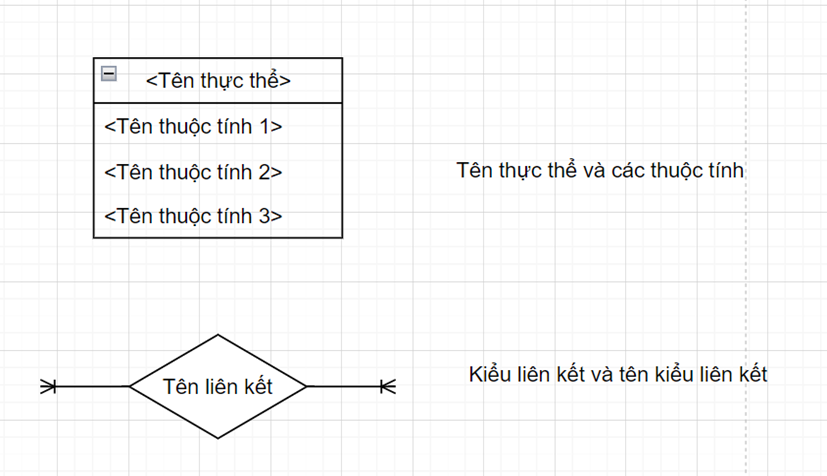 <Tên thực thể>
<Tên thuộc tính 1>
<Tên thuộc tính 2>
<Tên thuộc tính 3>
Tên thực thể và các thuộc tính
Tên liên kết
Kiểu liên kết và tên kiểu liên kết